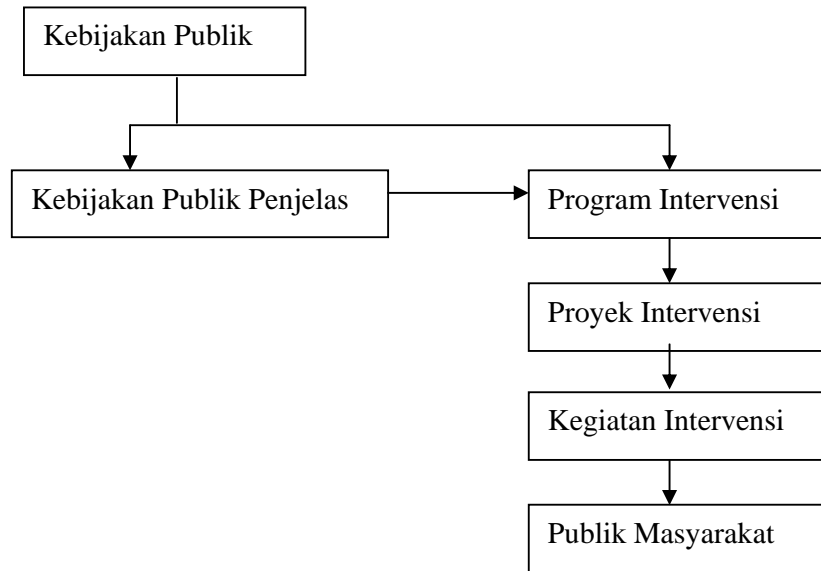 Kebijakan Publik
Kebijakan Publik Penjelas
Program Intervensi
Proyek Intervensi
Kegiatan Intervensi
Publik Masyarakat